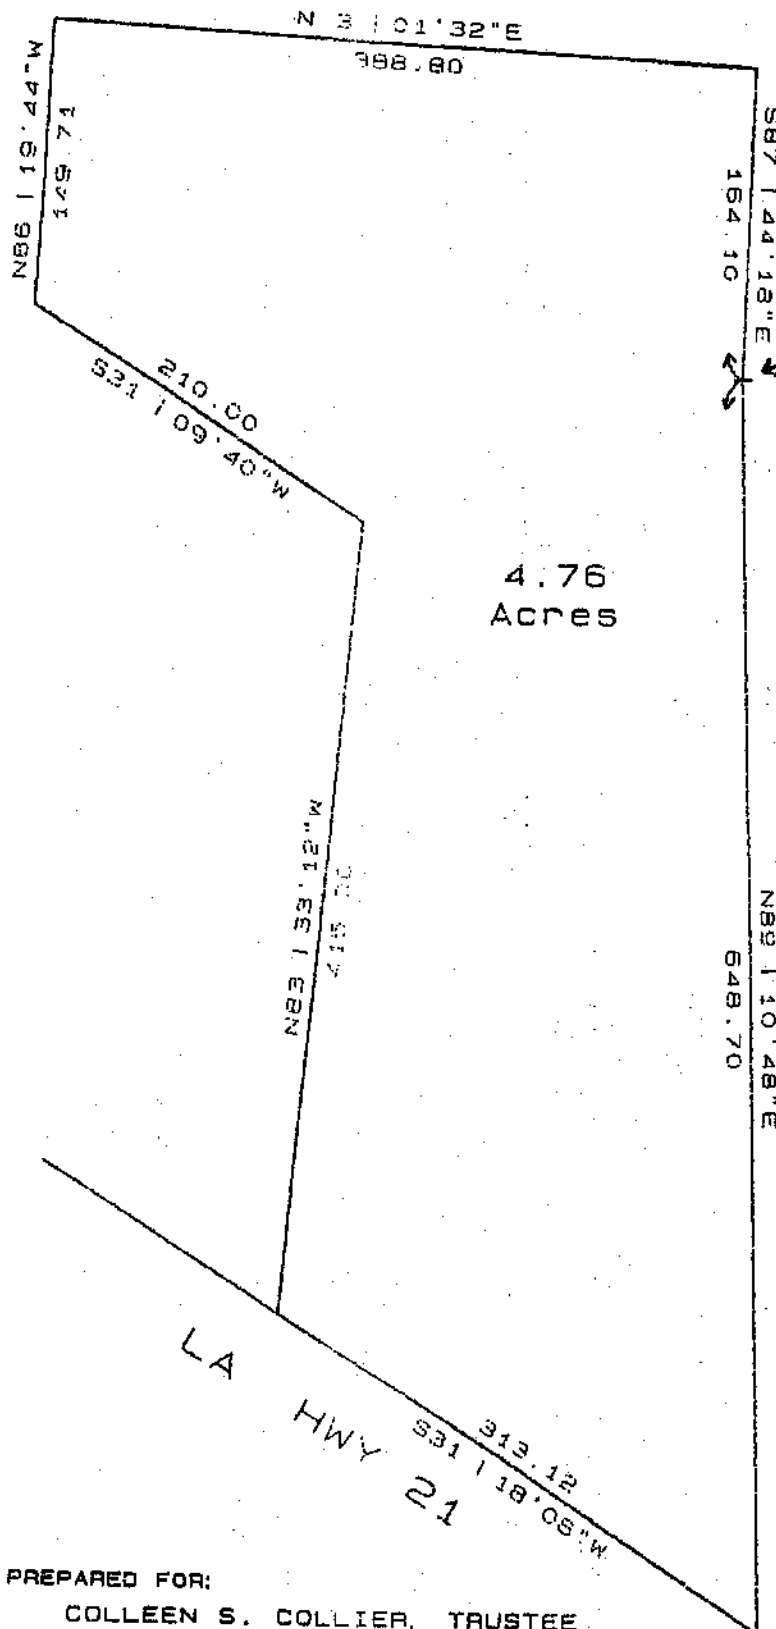 N 3 | 01'32"E
398.80
N86 | 19'44"W
149.71
S87 | 44'18"E
164.10
210.00
S31 | 09'40"W
4.76
Acres
N83 | 33'12"W
N89 | 10'48"E
648.70
LA HWY 21
313.12
S31 | 18'08"W
PREPARED FOR:
COLLEEN S. COLLIER, TRUSTEE